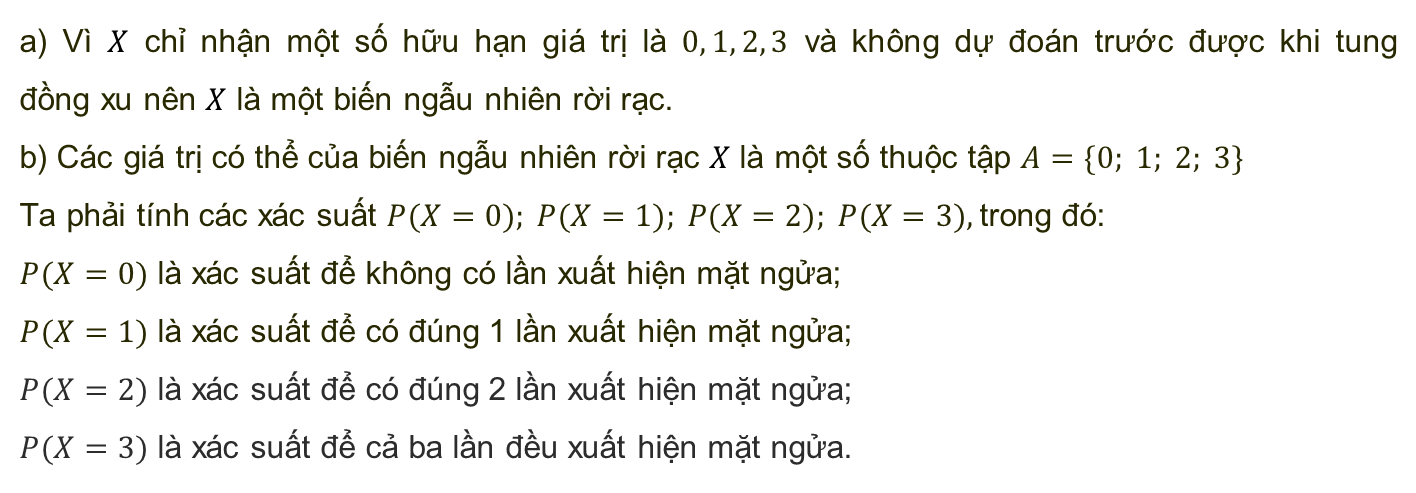 a) Vì X chỉ nhận một số hữu hạn giá trị là 0, 1, 2, 3 và không dự đoán trước được khi tung
đồng xu nên X là một biến ngẫu nhiên rời rạc.
b) Các giá trị có thể của biến ngẫu nhiên rời rạc X là một số thuộc tập A = {0; 1; 2; 3}
Ta phải tính các xác suất P(X = 0); P(X = 1); P(X = 2); P(X = 3), trong đó:
P(X = 0) là xác suất để không có lần xuất hiện mặt ngửa;
P(X = 1) là xác suất để có đúng 1 lần xuất hiện mặt ngửa;
P(X = 2) là xác suất để có đúng 2 lần xuất hiện mặt ngửa;
P(X = 3) là xác suất để cả ba lần đều xuất hiện mặt ngửa.